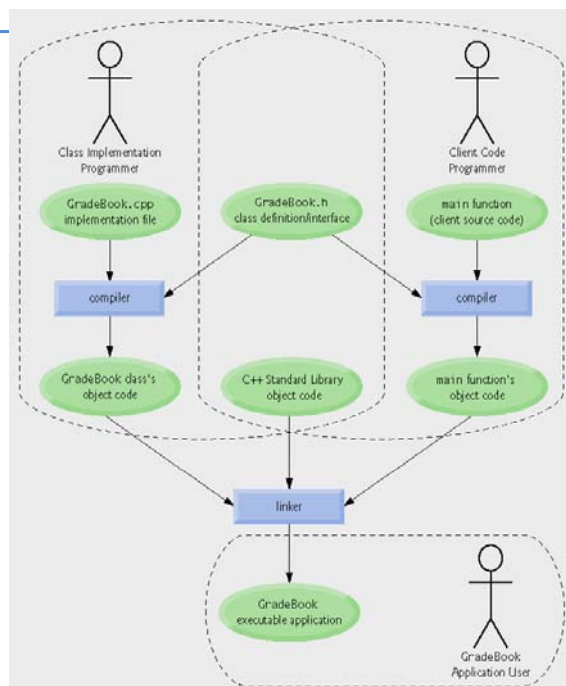 Class Implementation
Programmer
Client Code
Programmer
GradeBook.cpp
implementation file
GradeBook.h
class definition/interface
main function
(client source code)
compiler
compiler
GradeBook class's
object code
C++ Standard Library
object code
main function's
object code
linker
GradeBook
executable application
GradeBook
Application User